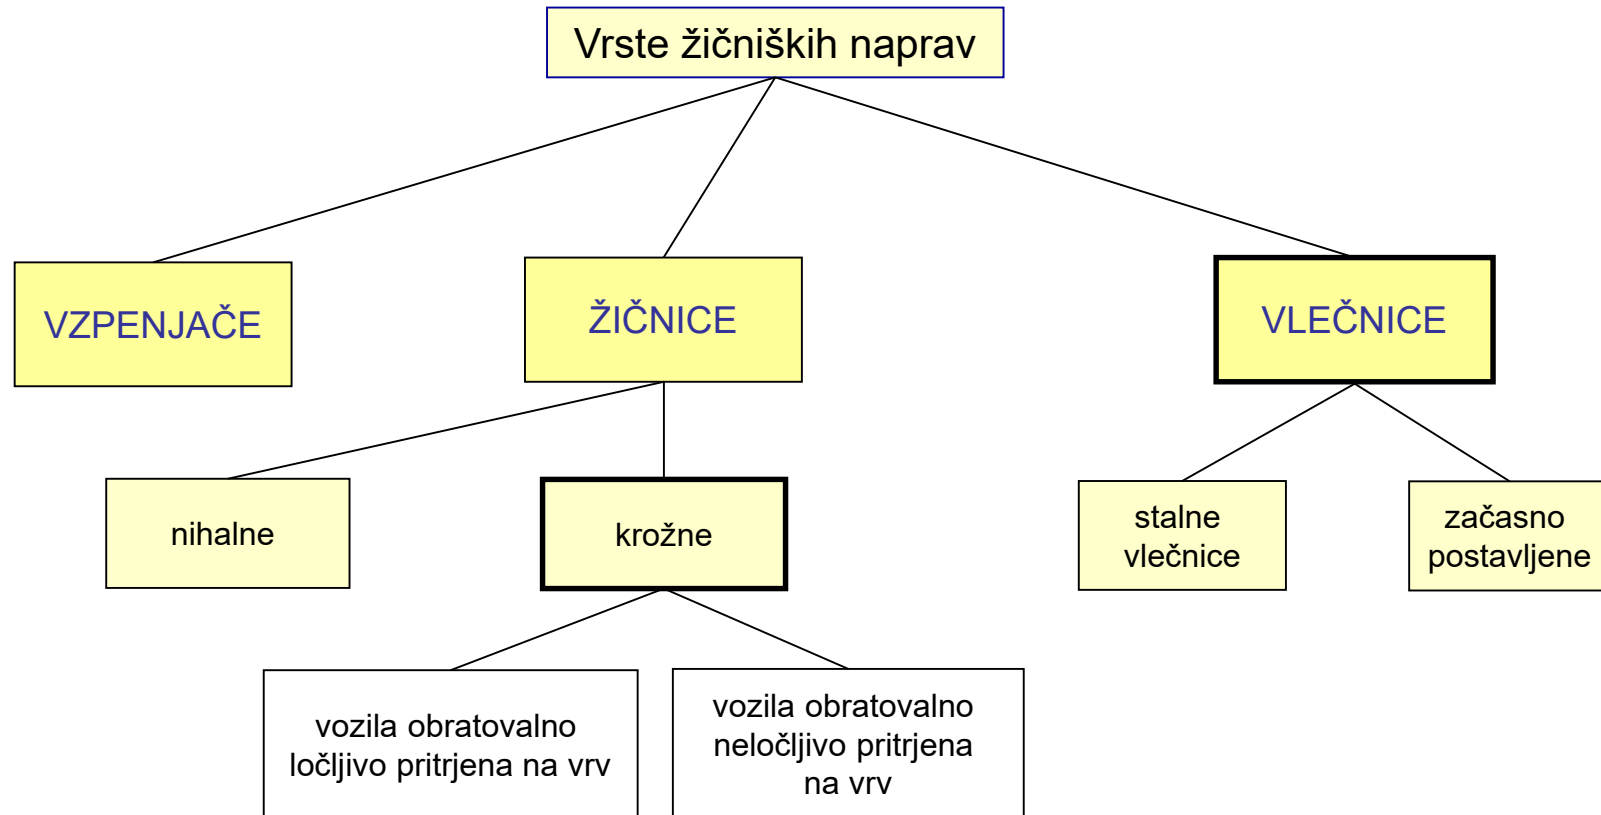 Vrste žičniških naprav
VZPENJAČE
ŽIČNICE
VLEČNICE
nihalne
krožne
stalne
vlečnice
začasno
postavljene
vozila obratovalno
ločljivo pritrjena na vrv
vozila obratovalno
neločljivo pritrjena
na vrv